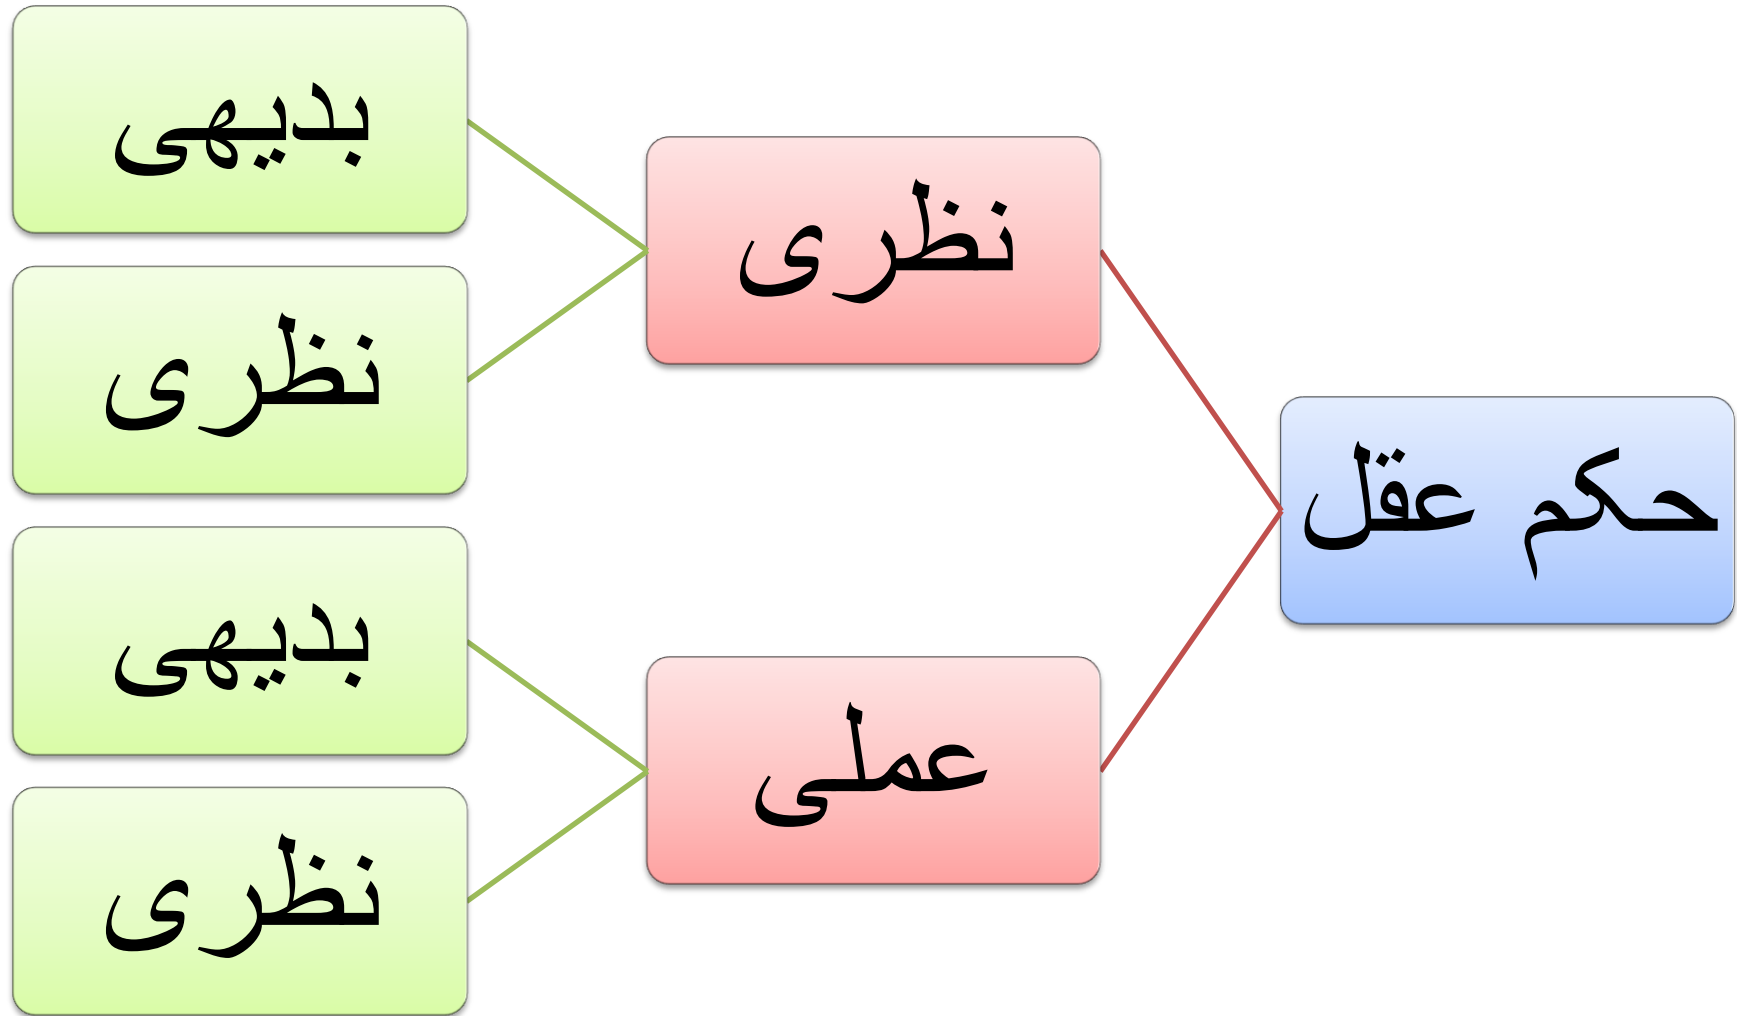 حکم عقل
نظری
بدیهی
نظری
عملی
بدیهی
نظری